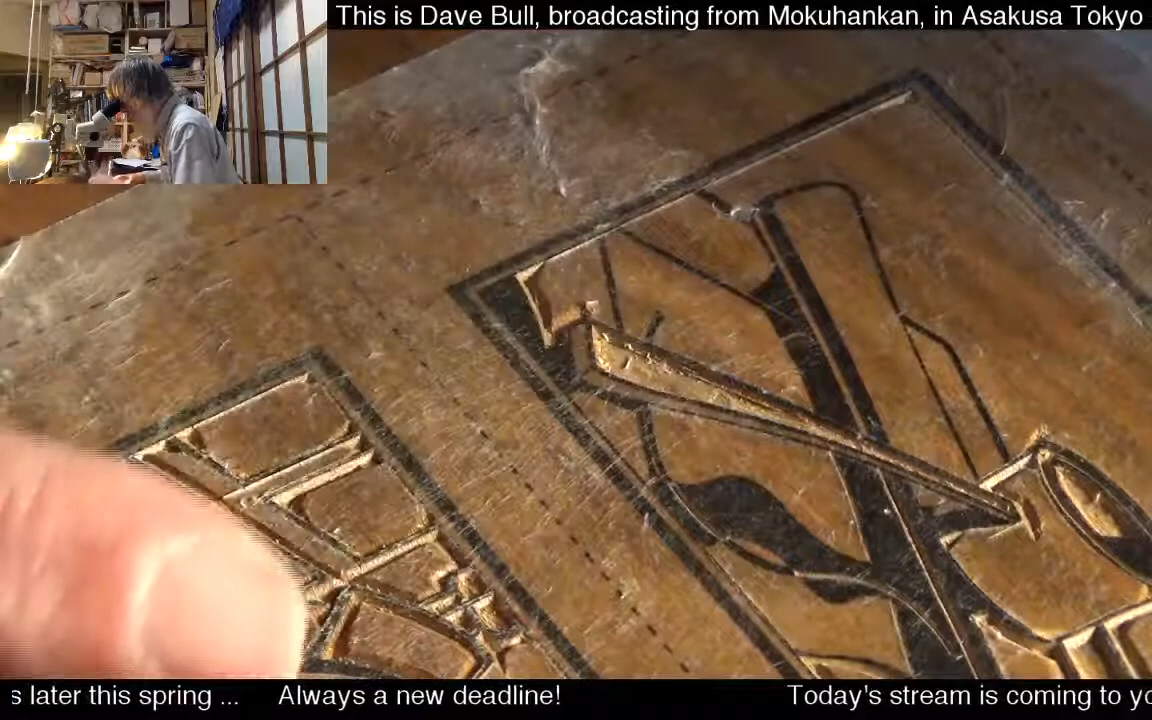 This is Dave Bull, broadcasting from Mokuhankan, in Asakusa Tokyo
s later this spring ... Always a new deadline! Today's stream is coming to yo